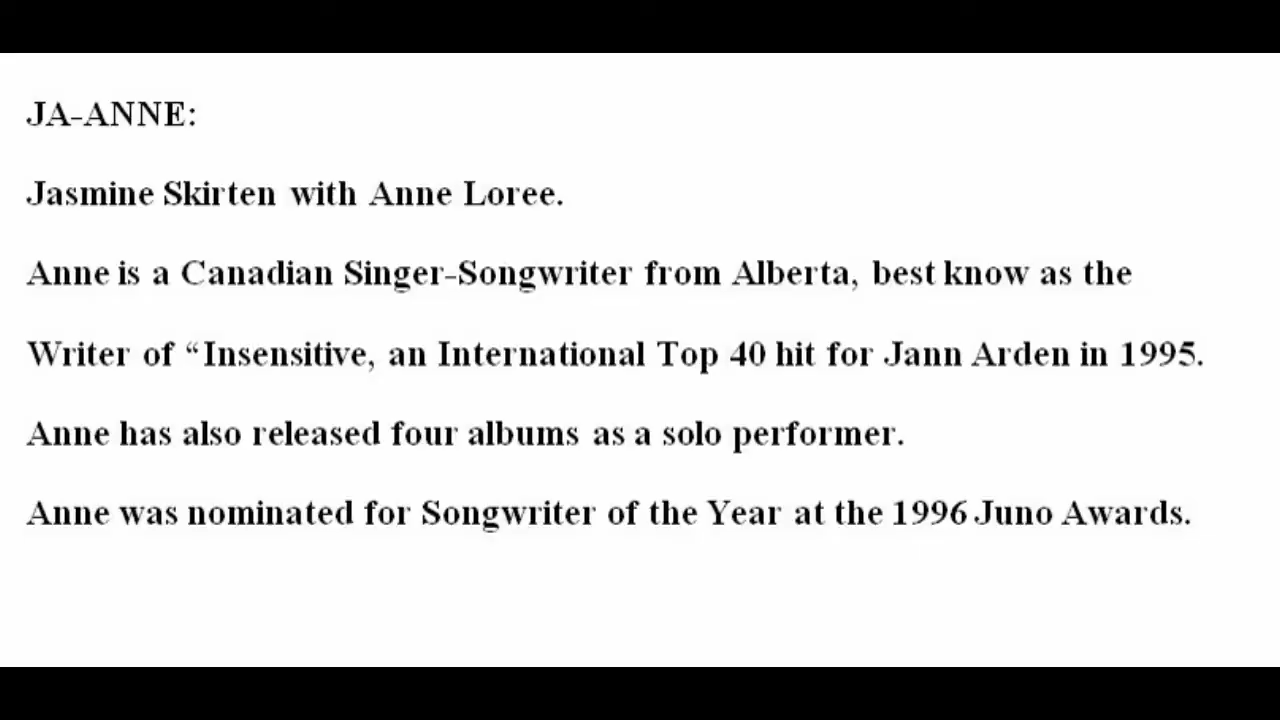 JA-ANNE:
Jasmine Skirten with Anne Loree.
Anne is a Canadian Singer-Songwriter from Alberta, best know as the
Writer of “Insensitive, an International Top 40 hit for Jann Arden in 1995.
Anne has also released four albums as a solo performer.
Anne was nominated for Songwriter of the Year at the 1996 Juno Awards.